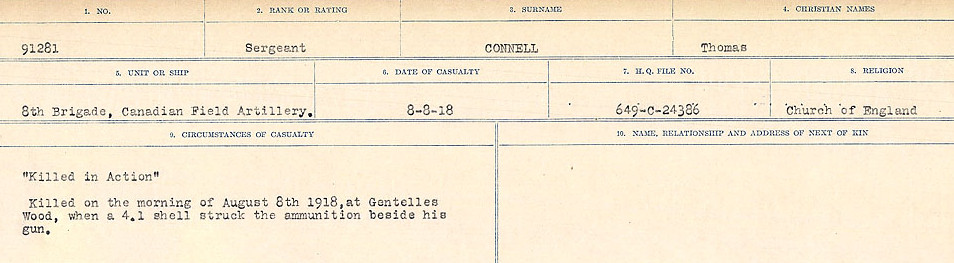 1. NO. 2. RANK OR RATING 3. SURNAME 4. CHRISTIAN NAMES
91281 Sergeant CONNELL Thomas
5. UNIT OR SHIP 6. DATE OF CASUALTY 7. H.Q. FILE NO. 8. RELIGION
8th Brigade, Canadian Field Artillery. 8-8-18 649-C-24386 Church of England
9. CIRCUMSTANCES OF CASUALTY 10. NAME, RELATIONSHIP AND ADDRESS OF NEXT OF KIN
"Killed in Action"
Killed on the morning of August 8th 1918,at Gentelles
Wood, when a 4.1 shell struck the ammunition beside his
gun.